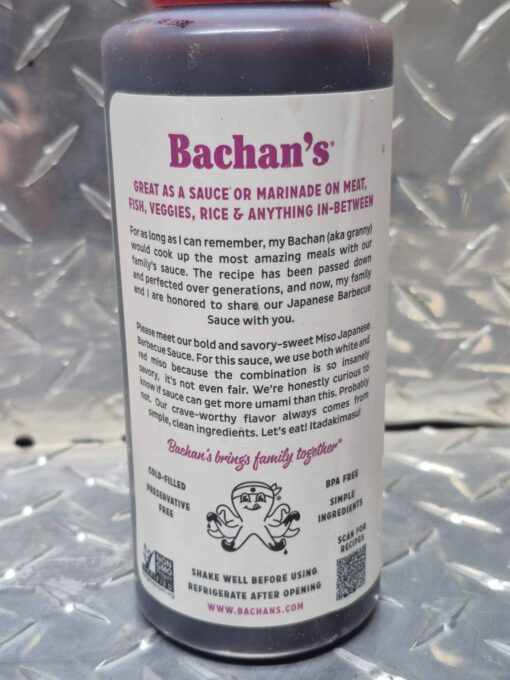 Bachan's
GREAT AS A SAUCE OR MARINADE ON MEAT,
FISH, VEGGIES, RICE & ANYTHING IN-BETWEEN
For as long as I can remember, my Bachan (aka granny)
would cook up the most amazing meals with our
family's sauce. The recipe has been passed down
and perfected over generations, and now, my family
and I are honored to share our Japanese Barbecue
Sauce with you.
Please meet our bold and savory-sweet Miso Japanese
Barbecue Sauce. For this sauce, we use both white and
red miso because the combination is so insanely
savory, it's not even fair. We're honestly curious to
know if sauce can get more umami than this. Probably
not. Our crave-worthy flavor always comes from
simple, clean ingredients. Let's eat! Itadakimasu!
Bachan's brings family together®
COLD-FILLED
PRESERVATIVE
FREE
BPA FREE
SIMPLE
INGREDIENTS
SCAN FOR
RECIPES
NON
GMO
SHAKE WELL BEFORE USING
REFRIGERATE AFTER OPENING
WWW.BACHANS.COM